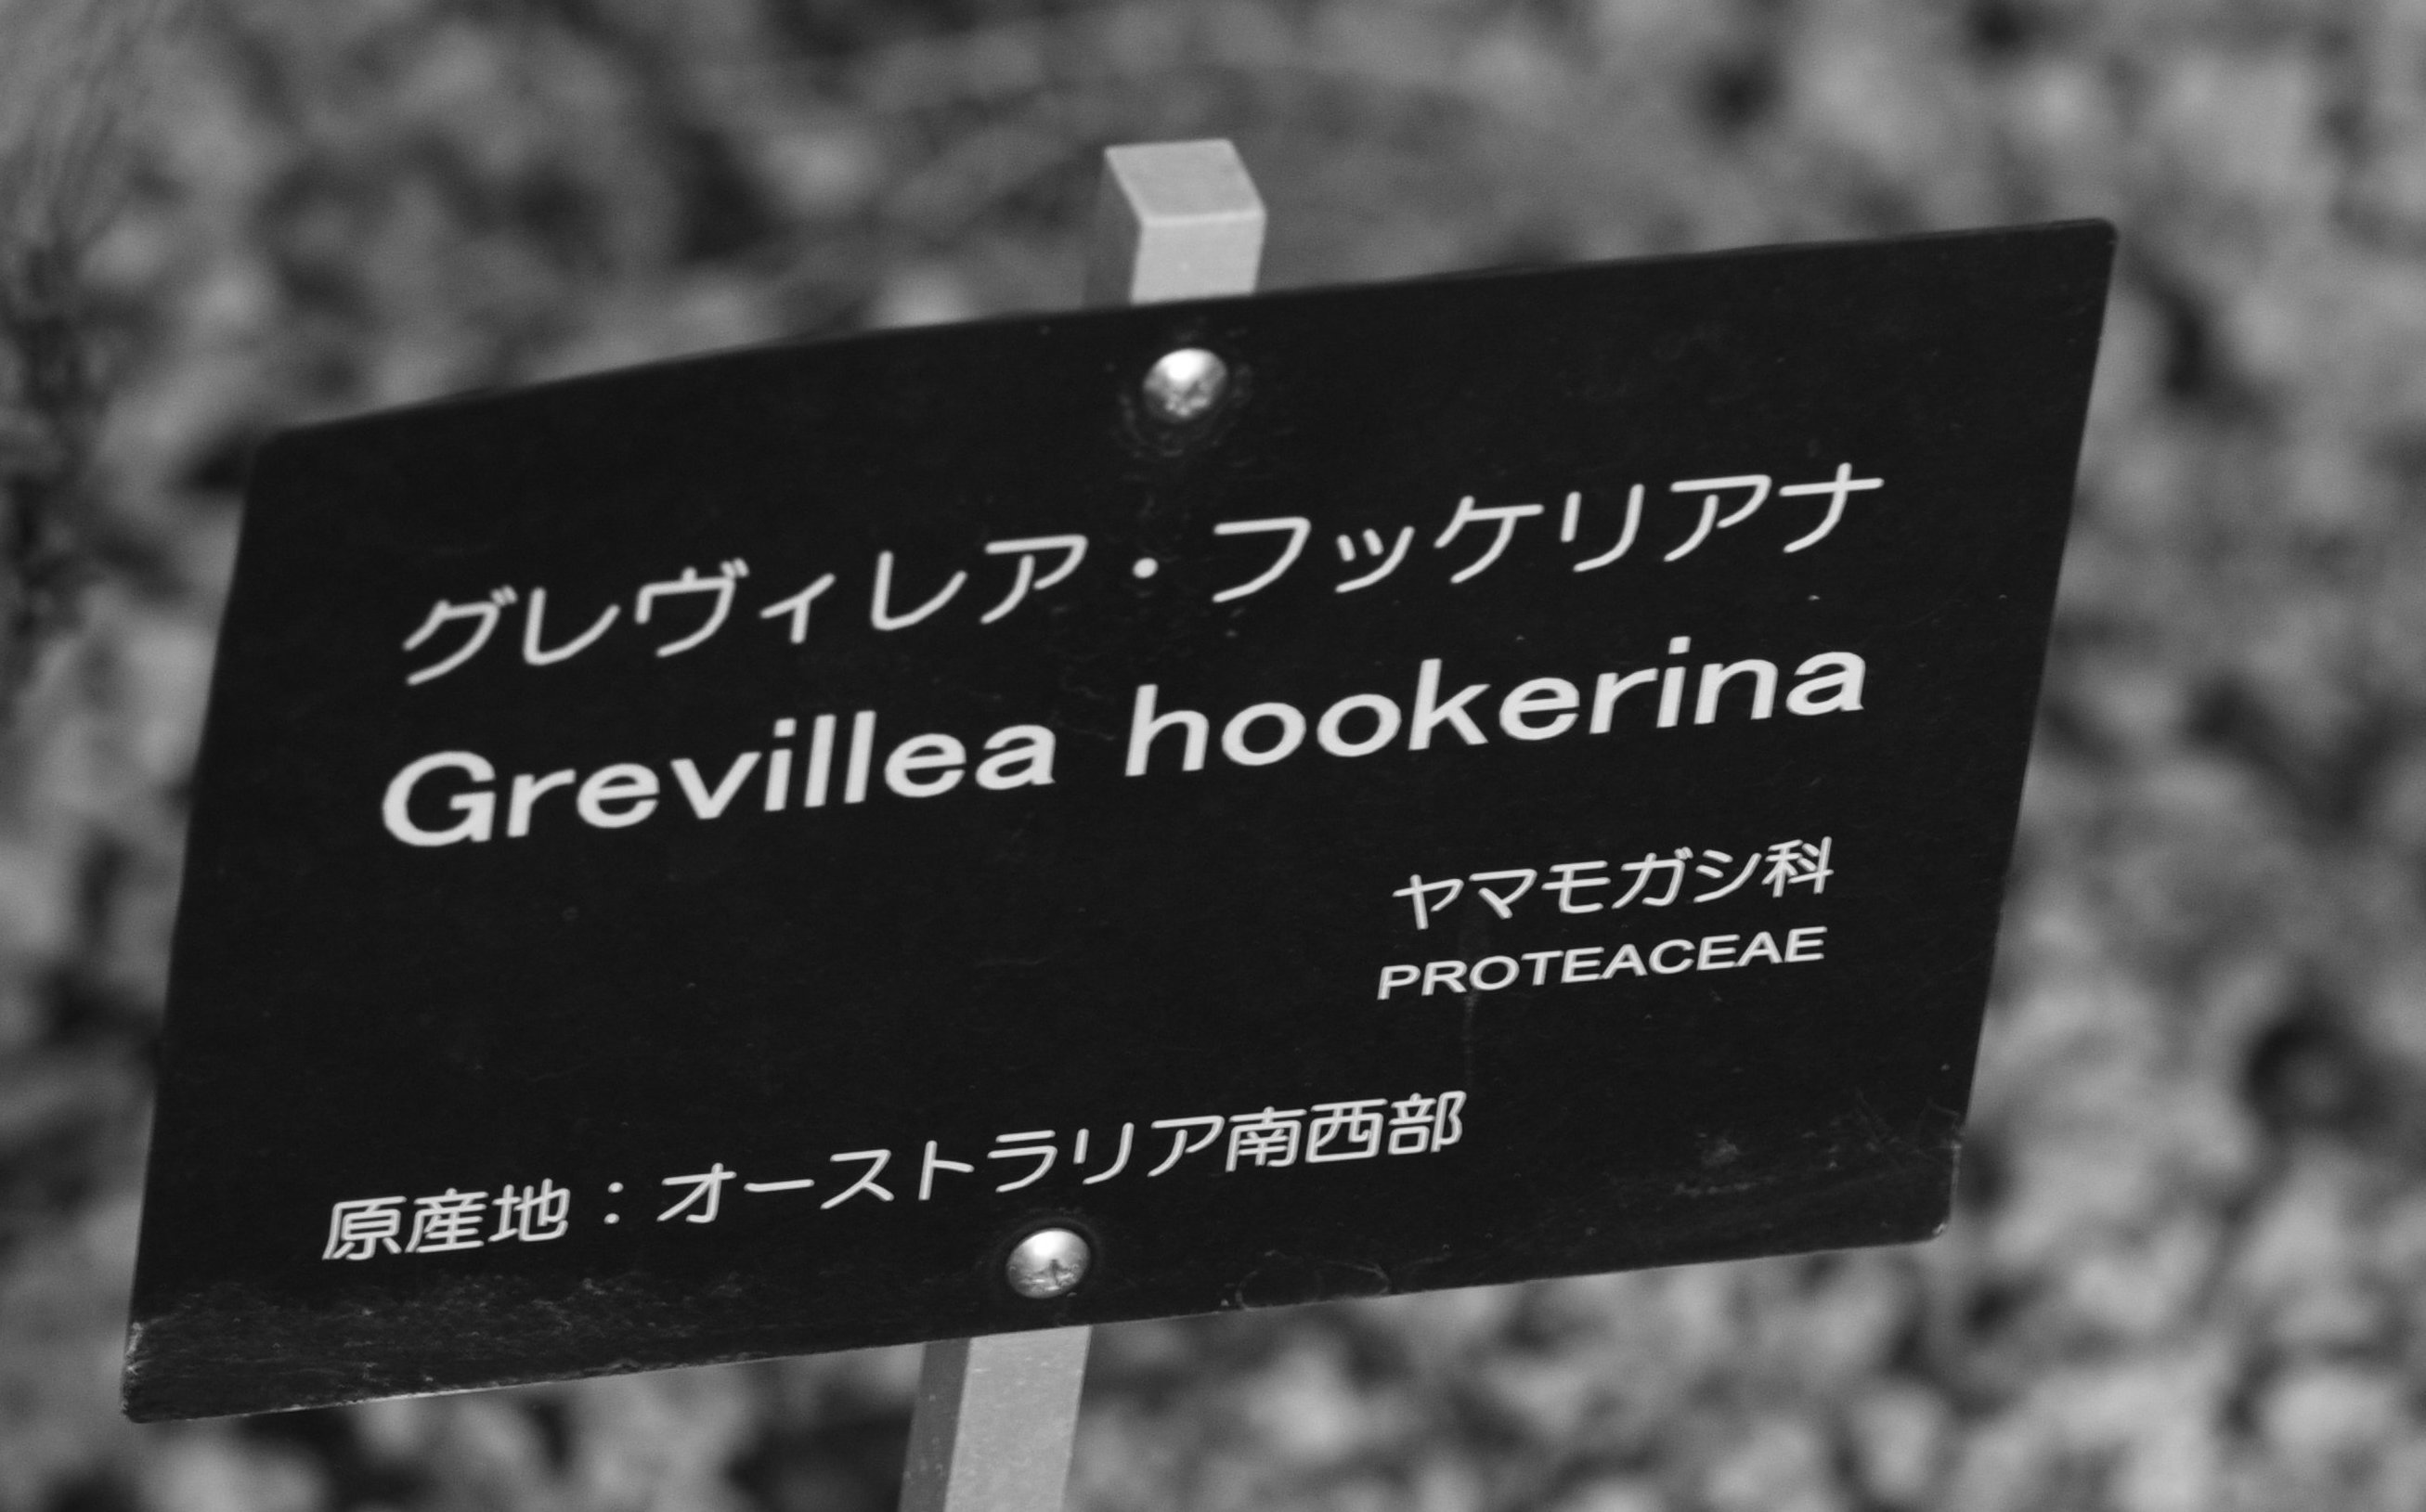 グレヴィレア・フッケリアナ
Grevillea hookerina
ヤマモガシ科
PROTEACEAE
原産地：オーストラリア南西部